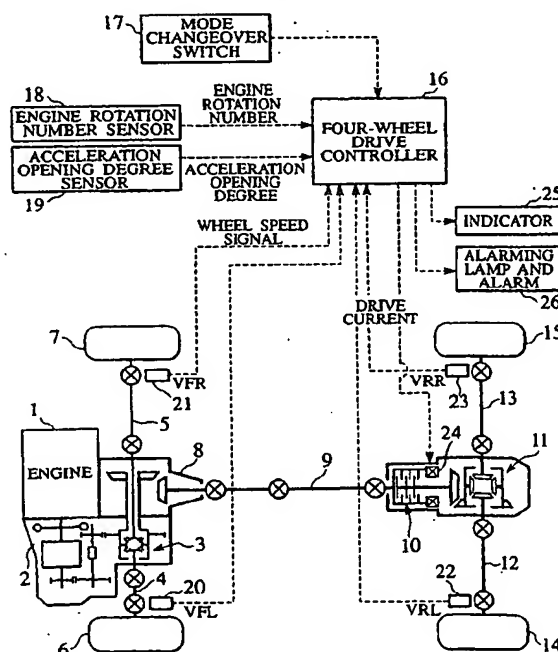 17
MODE
CHANGEOVER
SWITCH
16
18
ENGINE
ROTATION
NUMBER
ENGINE ROTATION
NUMBER SENSOR
FOUR-WHEEL
DRIVE
CONTROLLER
ACCELERATION
OPENING DEGREE
SENSOR
19
ACCELERATION
OPENING
DEGREE
25
INDICATOR
WHEEL SPEED
SIGNAL
ALARMING
LAMP AND
ALARM
26
DRIVE
CURRENT
7
15
VFR
21
VRR
23
1
5
13
8
24
11
ENGINE
9
10
3
12
2
4
20
22
VFL
VRL
6
14